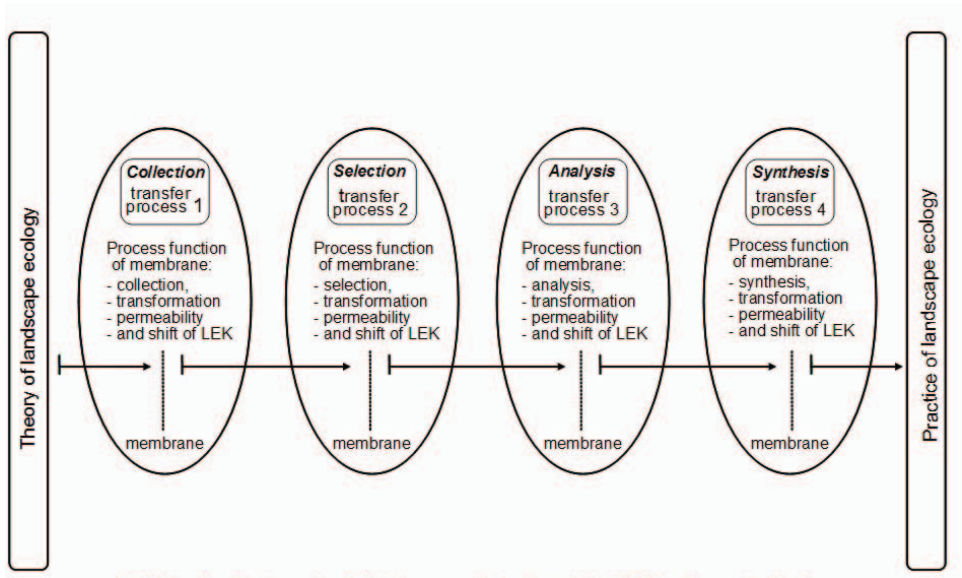 Theory of landscape ecology
Collection
transfer
process 1
Process function
of membrane:
- collection,
- transformation
- permeability
- and shift of LEK
membrane
Selection
transfer
process 2
Process function
of membrane:
- selection,
- transformation
- permeability
- and shift of LEK
membrane
Analysis
transfer
process 3
Process function
of membrane:
- analysis,
- transformation
- permeability
- and shift of LEK
membrane
Synthesis
transfer
process 4
Process function
of membrane:
- synthesis,
- transformation
- permeability
- and shift of LEK
membrane
Practice of landscape ecology